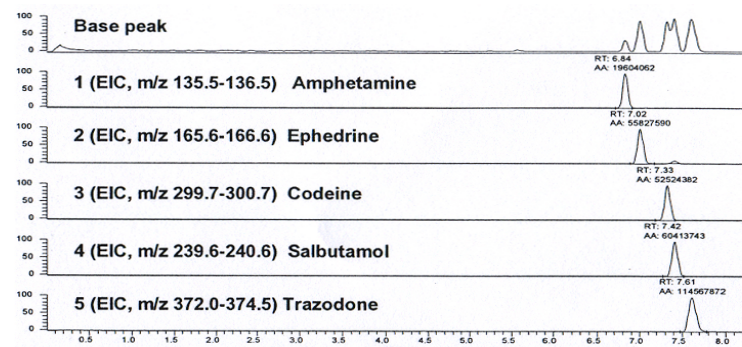 100
50
0
Base peak
RT: 6.84
AA: 19604062
100
50
0
1 (EIC, m/z 135.5-136.5) Amphetamine
RT: 7.02
AA: 55827590
100
50
0
2 (EIC, m/z 165.6-166.6) Ephedrine
RT: 7.33
AA: 52524382
100
50
0
3 (EIC, m/z 299.7-300.7) Codeine
RT: 7.42
AA: 60413743
100
50
0
4 (EIC, m/z 239.6-240.6) Salbutamol
RT: 7.61
AA: 114567872
100
50
0
5 (EIC, m/z 372.0-374.5) Trazodone
0.5 1.0 1.5 2.0 2.5 3.0 3.5 4.0 4.5 5.0 5.5 6.0 6.5 7.0 7.5 8.0